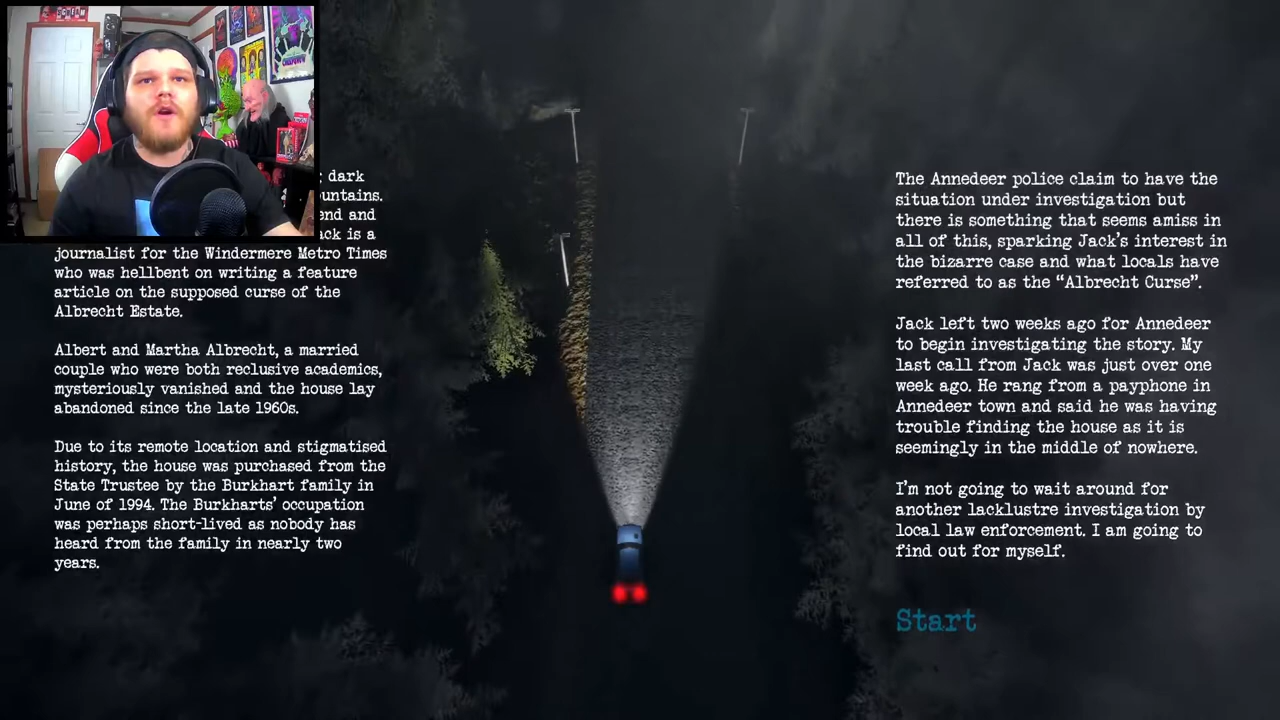 dark
untains.
end and
ack is a
journalist for the Windermere Metro Times
who was hellbent on writing a feature
article on the supposed curse of the
Albrecht Estate.
Albert and Martha Albrecht, a married
couple who were both reclusive academics,
mysteriously vanished and the house lay
abandoned since the late 1960s.
Due to its remote location and stigmatised
history, the house was purchased from the
State Trustee by the Burkhart family in
June of 1994. The Burkharts' occupation
was perhaps short-lived as nobody has
heard from the family in nearly two
years.
The Annedeer police claim to have the
situation under investigation but
there is something that seems amiss in
all of this, sparking Jack's interest in
the bizarre case and what locals have
referred to as the “Albrecht Curse”.
Jack left two weeks ago for Annedeer
to begin investigating the story. My
last call from Jack was just over one
week ago. He rang from a payphone in
Annedeer town and said he was having
trouble finding the house as it is
seemingly in the middle of nowhere.
I'm not going to wait around for
another lacklustre investigation by
local law enforcement. I am going to
find out for myself.
Start